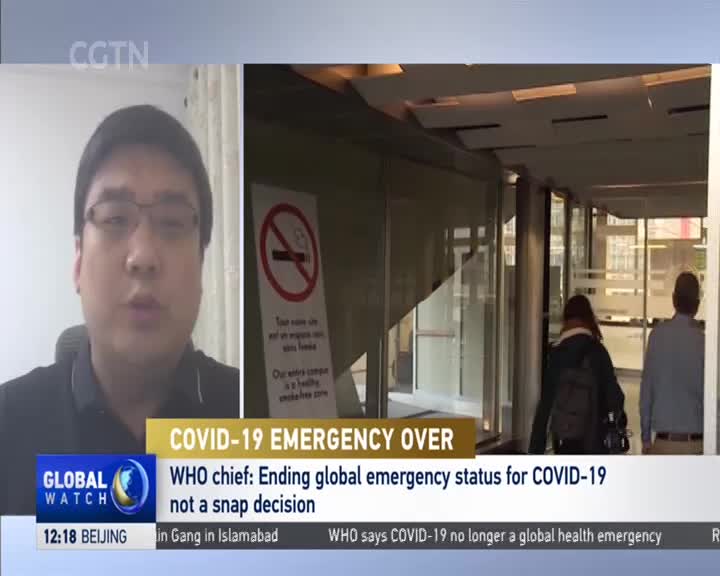 CGTN
Tout notre site
est un espace sain,
sans fumée
Our entire campus
is a healthy,
smoke-free zone
COVID-19 EMERGENCY OVER
WHO chief: Ending global emergency status for COVID-19
not a snap decision
GLOBAL
WATCH
12:18 BEIJING
in Gang in Islamabad WHO says COVID-19 no longer a global health emergency R